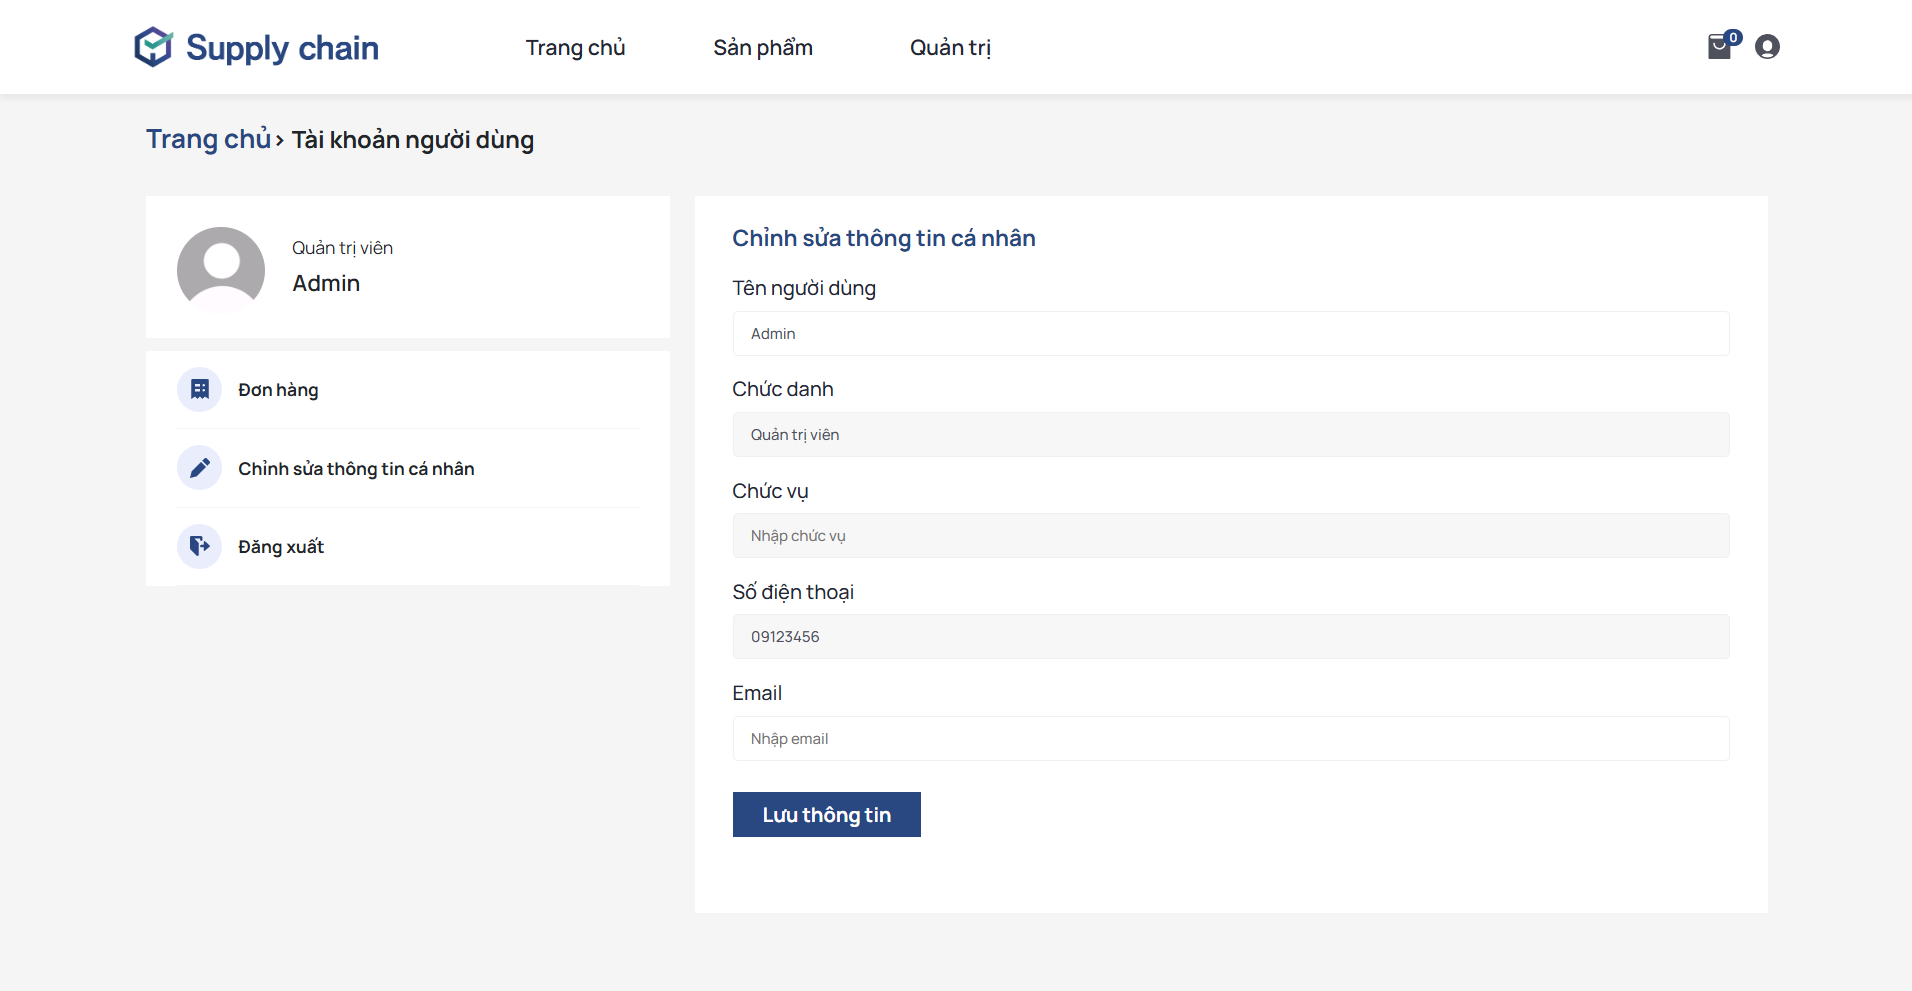 Supply chain
Trang chủ
Sản phẩm
Quản trị
0
Trang chủ› Tài khoản người dùng
Quản trị viên
Admin
Đơn hàng
Chỉnh sửa thông tin cá nhân
Đăng xuất
Chỉnh sửa thông tin cá nhân
Tên người dùng
Admin
Chức danh
Quản trị viên
Chức vụ
Nhập chức vụ
Số điện thoại
09123456
Email
Nhập email
Lưu thông tin